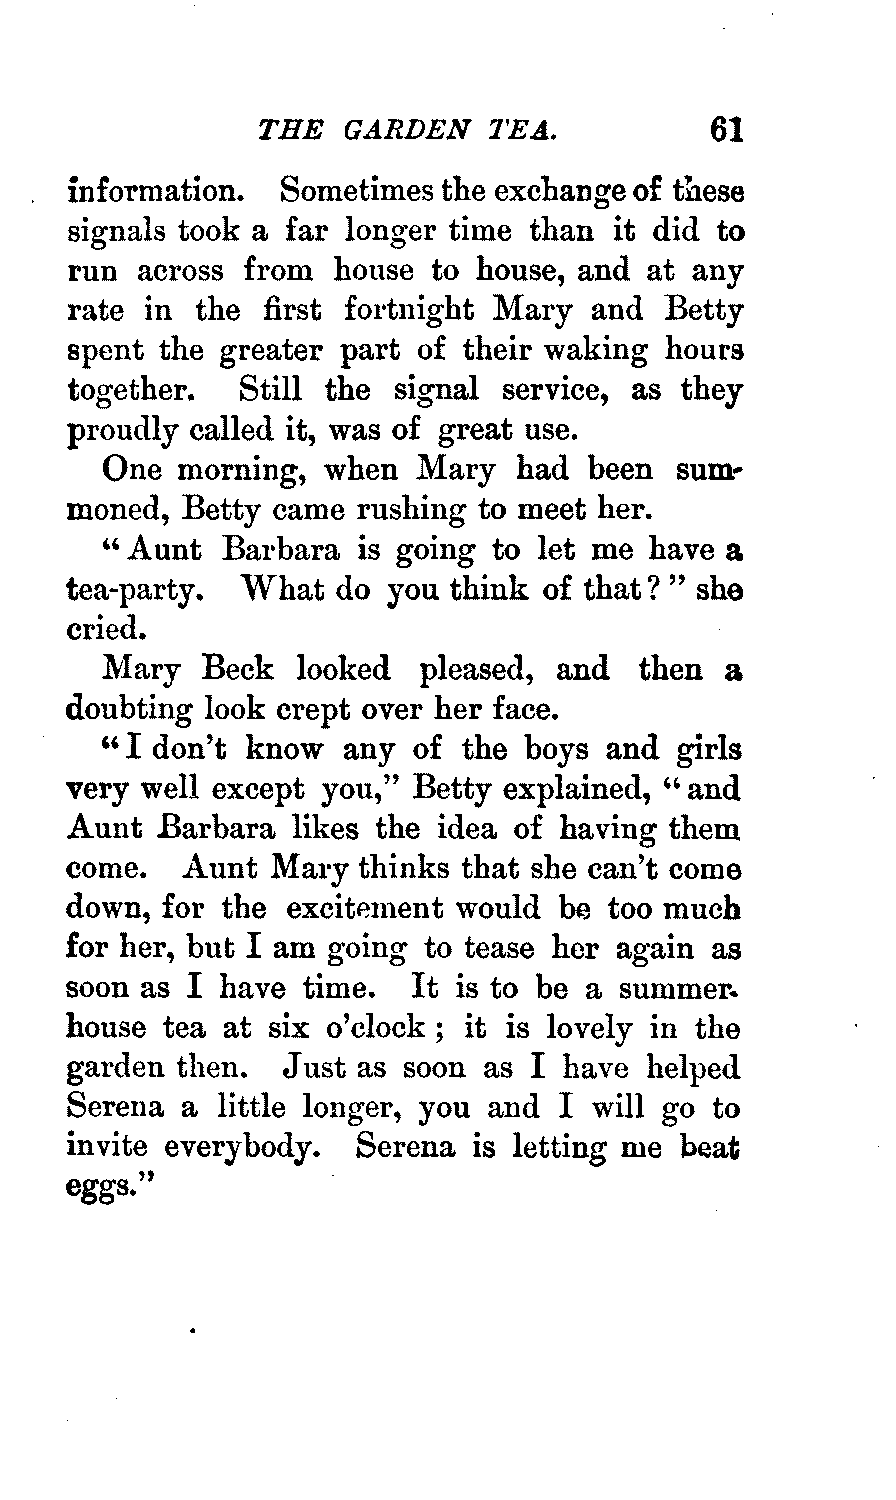 THE GARDEN TEA. 61
information. Sometimes the exchange of these
signals took a far longer time than it did to
run across from house to house, and at any
rate in the first fortnight Mary and Betty
spent the greater part of their waking hours
together. Still the signal service, as they
proudly called it, was of great use.
One morning, when Mary had been sum-
moned, Betty came rushing to meet her.
“Aunt Barbara is going to let me have a
tea-party. What do you think of that?” she
cried.
Mary Beck looked pleased, and then a
doubting look crept over her face.
“I don’t know any of the boys and girls
very well except you,” Betty explained, “and
Aunt Barbara likes the idea of having them
come. Aunt Mary thinks that she can’t come
down, for the excitement would be too much
for her, but I am going to tease her again as
soon as I have time. It is to be a summer-
house tea at six o’clock; it is lovely in the
garden then. Just as soon as I have helped
Serena a little longer, you and I will go to
invite everybody. Serena is letting me beat
eggs.”